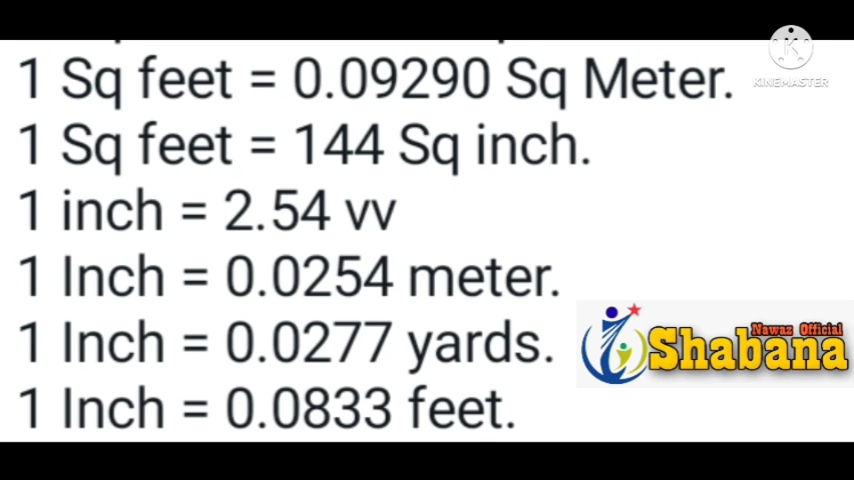 1 Sq feet = 0.09290 Sq Meter.
KINEMASTER
1 Sq feet = 144 Sq inch.
1 inch = 2.54 vv
1 Inch = 0.0254 meter.
1 Inch = 0.0277 yards.
Nawaz Official
Shabana
1 Inch = 0.0833 feet.